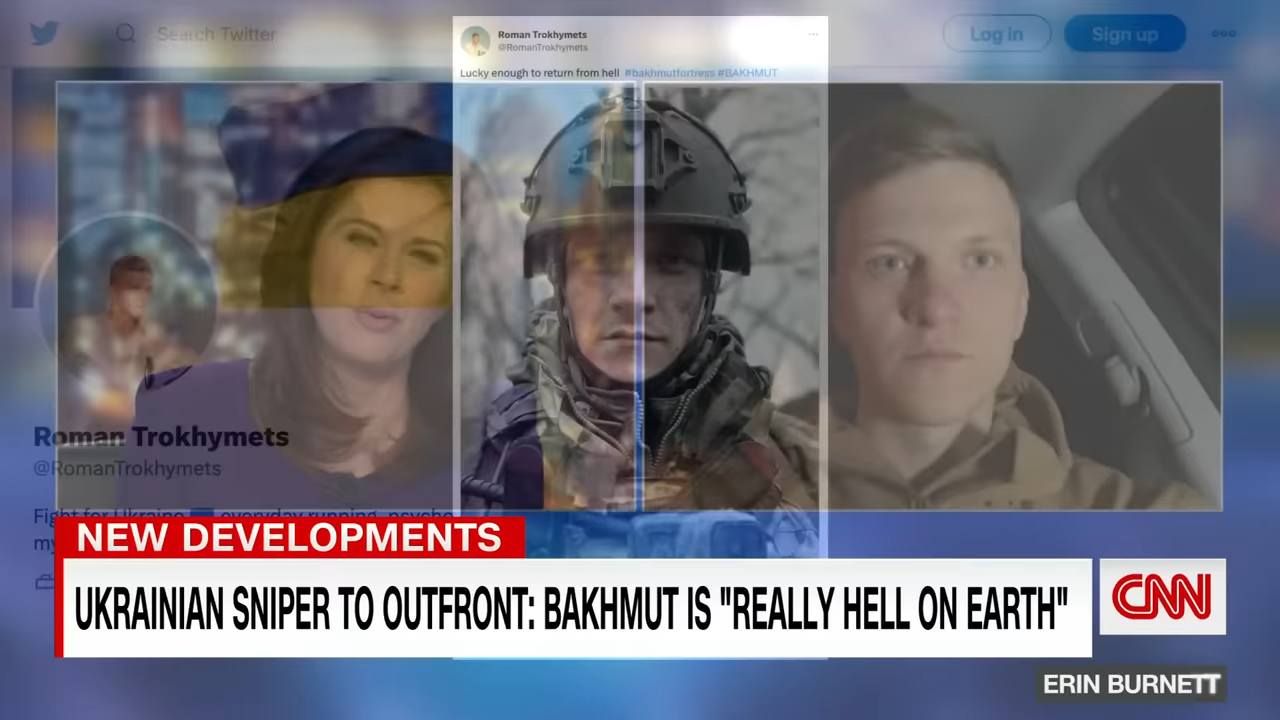 Search Twitter
Log in
Sign up
Roman Trokhymets
@RomanTrokhymets
Lucky enough to return from hell #bakhmutfortress #BAKHMUT
Roman Trokhymets
@RomanTrokhymets
Fight for Ukraine everyday running, psycho
my
NEW DEVELOPMENTS
UKRAINIAN SNIPER TO OUTFRONT: BAKHMUT IS "REALLY HELL ON EARTH"
CNN
ERIN BURNETT